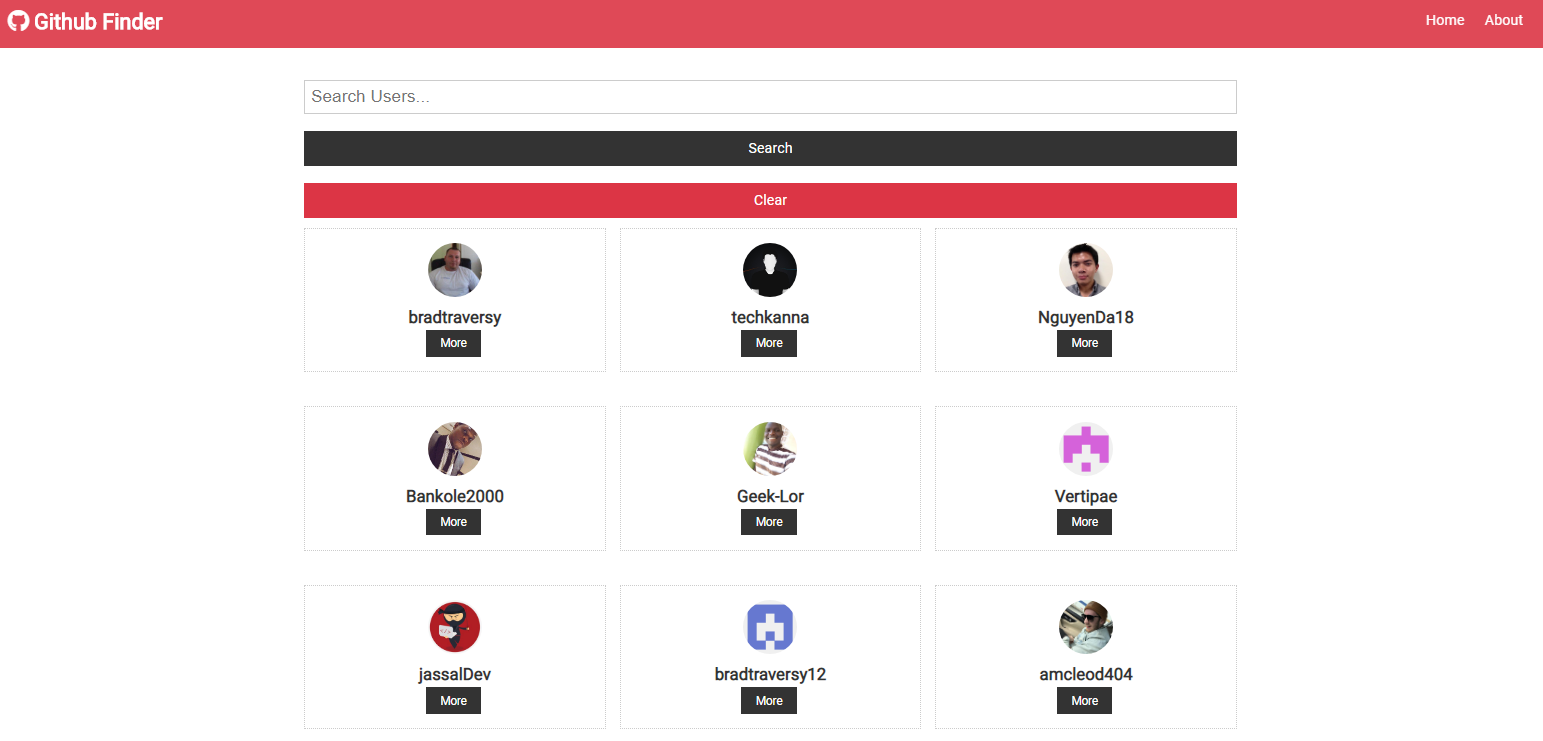 Github Finder
Home About
Search Users...
Search
Clear
bradtraversy techkanna NguyenDa18
More More More
Bankole2000 Geek-Lor Vertipae
More More More
jassalDev bradtraversy12 amcleod404
More More More